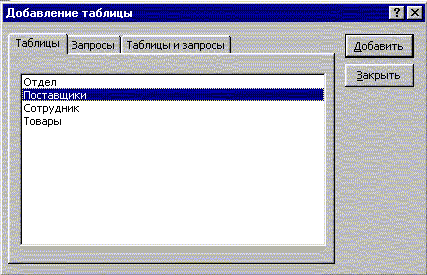 Добавление таблицы
Таблицы Запросы Таблицы и запросы
Добавить
Закрыть
Отдел
Поставщики
Сотрудник
Товары